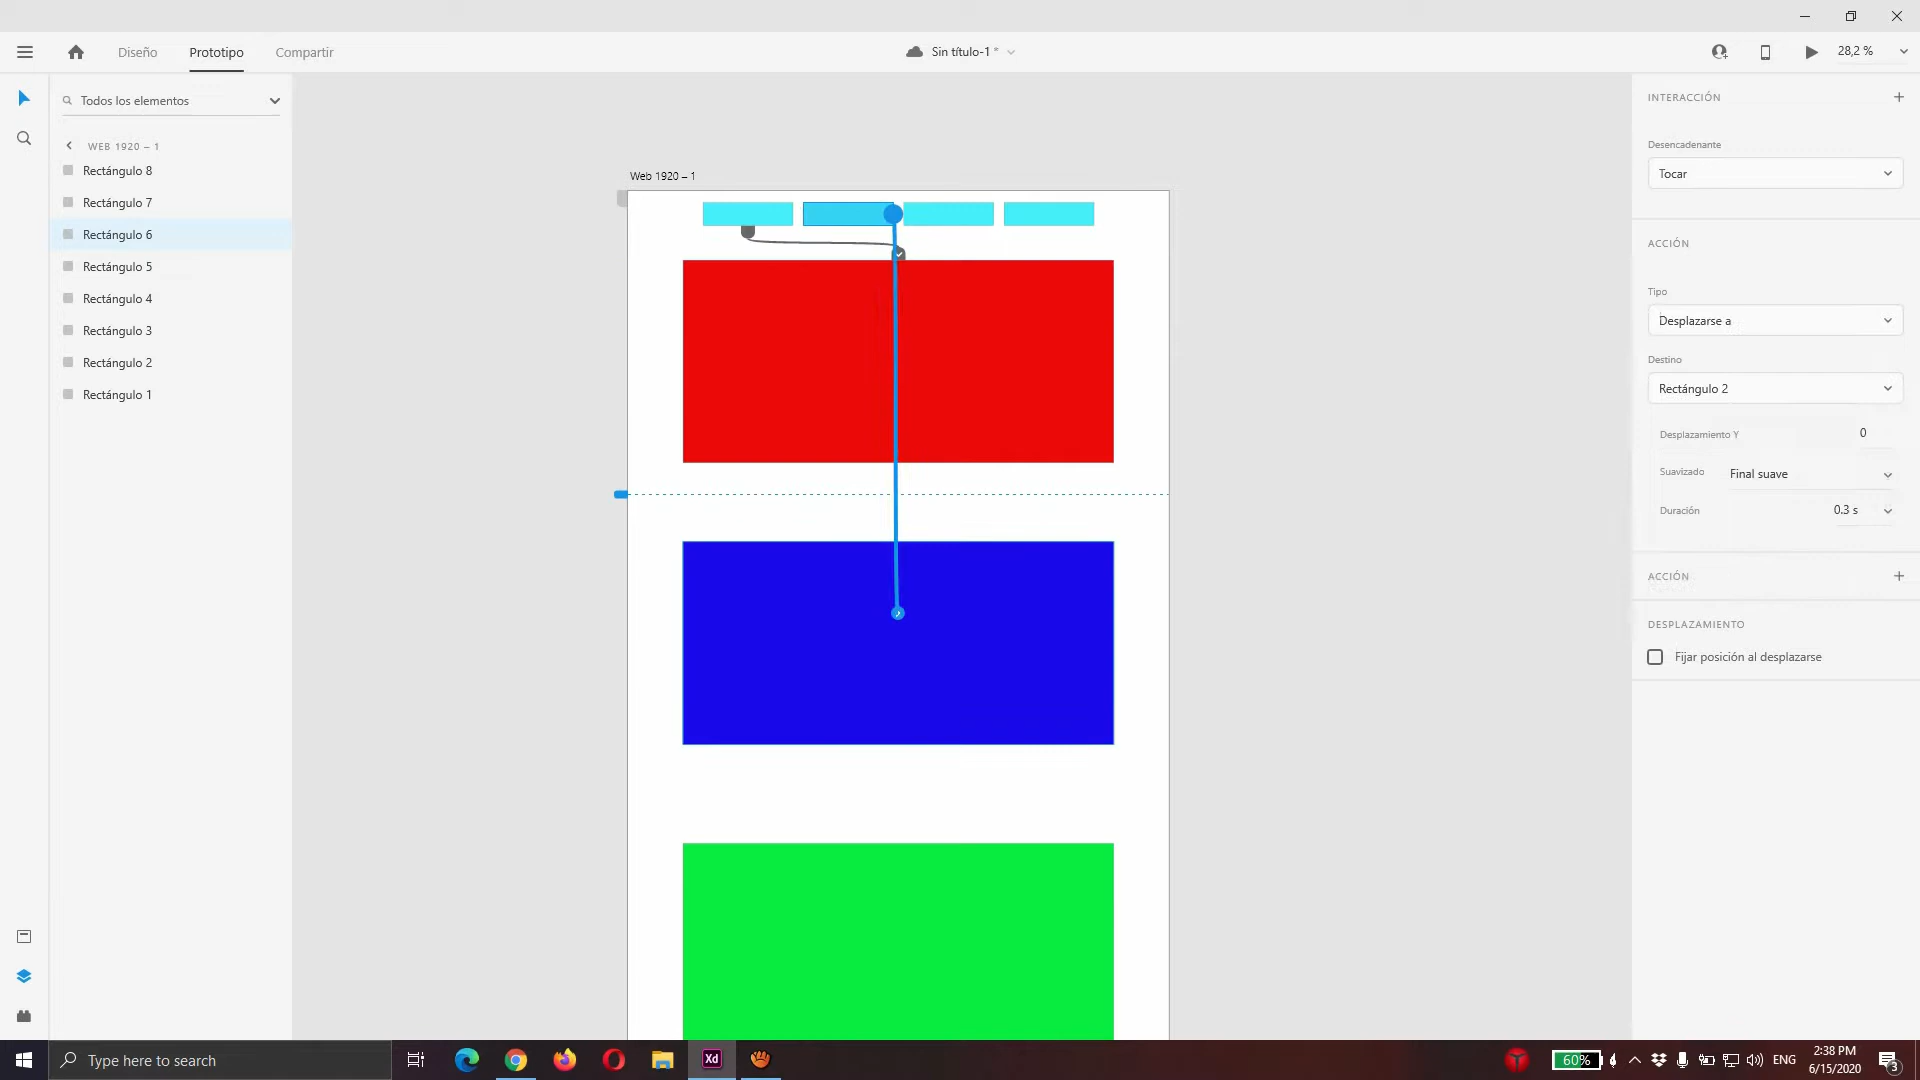 Diseño
Prototipo
Compartir
Sin título-1 *
28,2 %
Todos los elementos
WEB 1920 – 1
Rectángulo 8
Rectángulo 7
Rectángulo 6
Rectángulo 5
Rectángulo 4
Rectángulo 3
Rectángulo 2
Rectángulo 1
Web 1920 – 1
INTERACCIÓN
Desencadenante
Tocar
ACCIÓN
Tipo
Desplazarse a
Destino
Rectángulo 2
Desplazamiento Y 0
Suavizado Final suave
Duración 0.3 s
ACCIÓN
DESPLAZAMIENTO
Fijar posición al desplazarse
Type here to search
Xd
60%
ENG
2:38 PM
6/15/2020
3